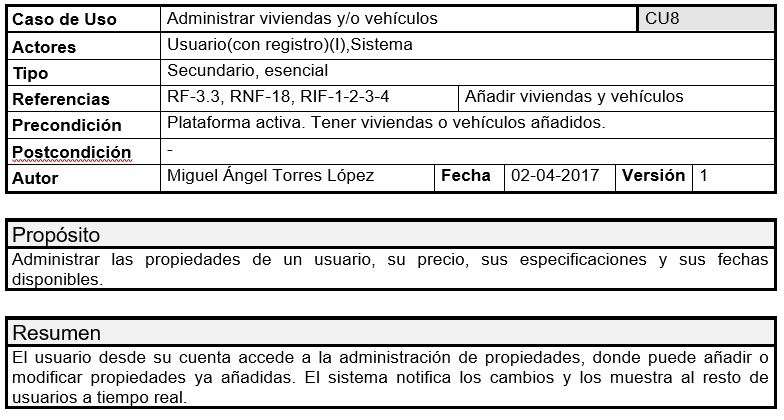 Caso de Uso Administrar viviendas y/o vehículos CU8
Actores Usuario(con registro)(I),Sistema
Tipo Secundario, esencial
Referencias RF-3.3, RNF-18, RIF-1-2-3-4 Añadir viviendas y vehículos
Precondición Plataforma activa. Tener viviendas o vehículos añadidos.
Postcondición -
Autor Miguel Ángel Torres López Fecha 02-04-2017 Versión 1
Propósito
Administrar las propiedades de un usuario, su precio, sus especificaciones y sus fechas
disponibles.
Resumen
El usuario desde su cuenta accede a la administración de propiedades, donde puede añadir o
modificar propiedades ya añadidas. El sistema notifica los cambios y los muestra al resto de
usuarios a tiempo real.